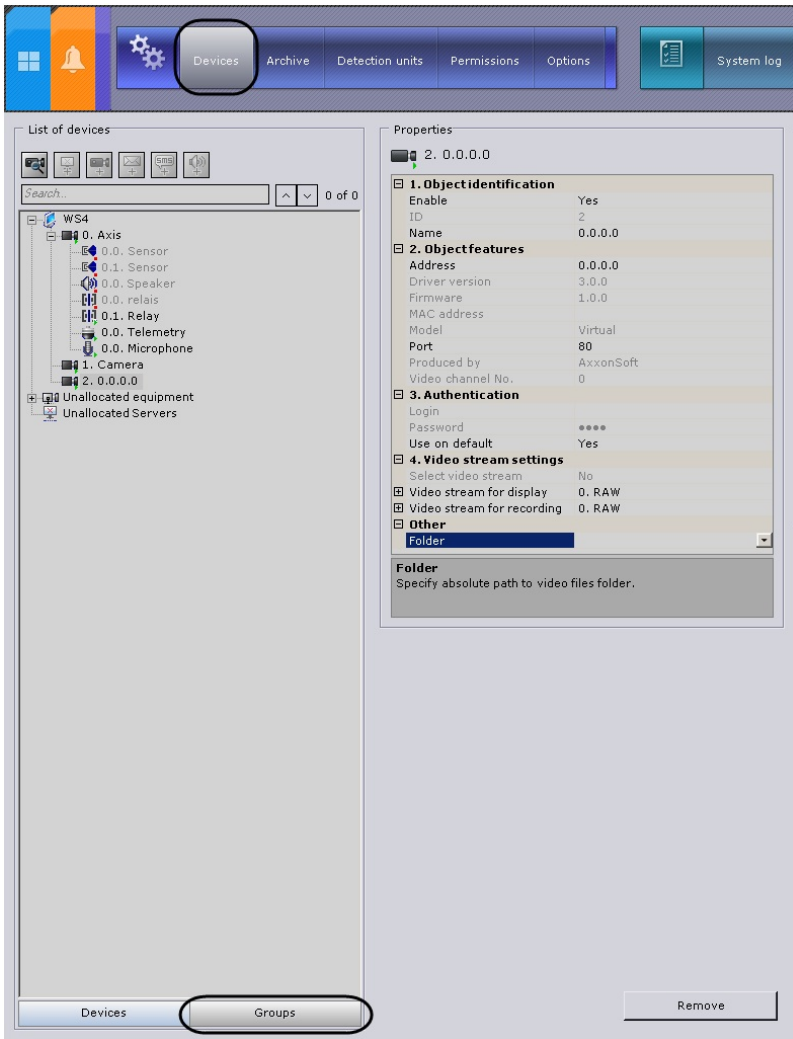 Devices Archive Detection units Permissions Options System log
List of devices
SMS
Search... 0 of 0
WS4
0. Axis
0.0. Sensor
0.1. Sensor
0.0. Speaker
0.0. relais
0.1. Relay
0.0. Telemetry
0.0. Microphone
1. Camera
2. 0.0.0.0
Unallocated equipment
Unallocated Servers
Devices Groups
Properties
2. 0.0.0.0
1. Object identification
Enable Yes
ID 2
Name 0.0.0.0
2. Object features
Address 0.0.0.0
Driver version 3.0.0
Firmware 1.0.0
MAC address
Model Virtual
Port 80
Produced by AxxonSoft
Video channel No. 0
3. Authentication
Login
Password ••••
Use on default Yes
4. Video stream settings
Select video stream No
Video stream for display 0. RAW
Video stream for recording 0. RAW
Other
Folder
Folder
Specify absolute path to video files folder.
Remove